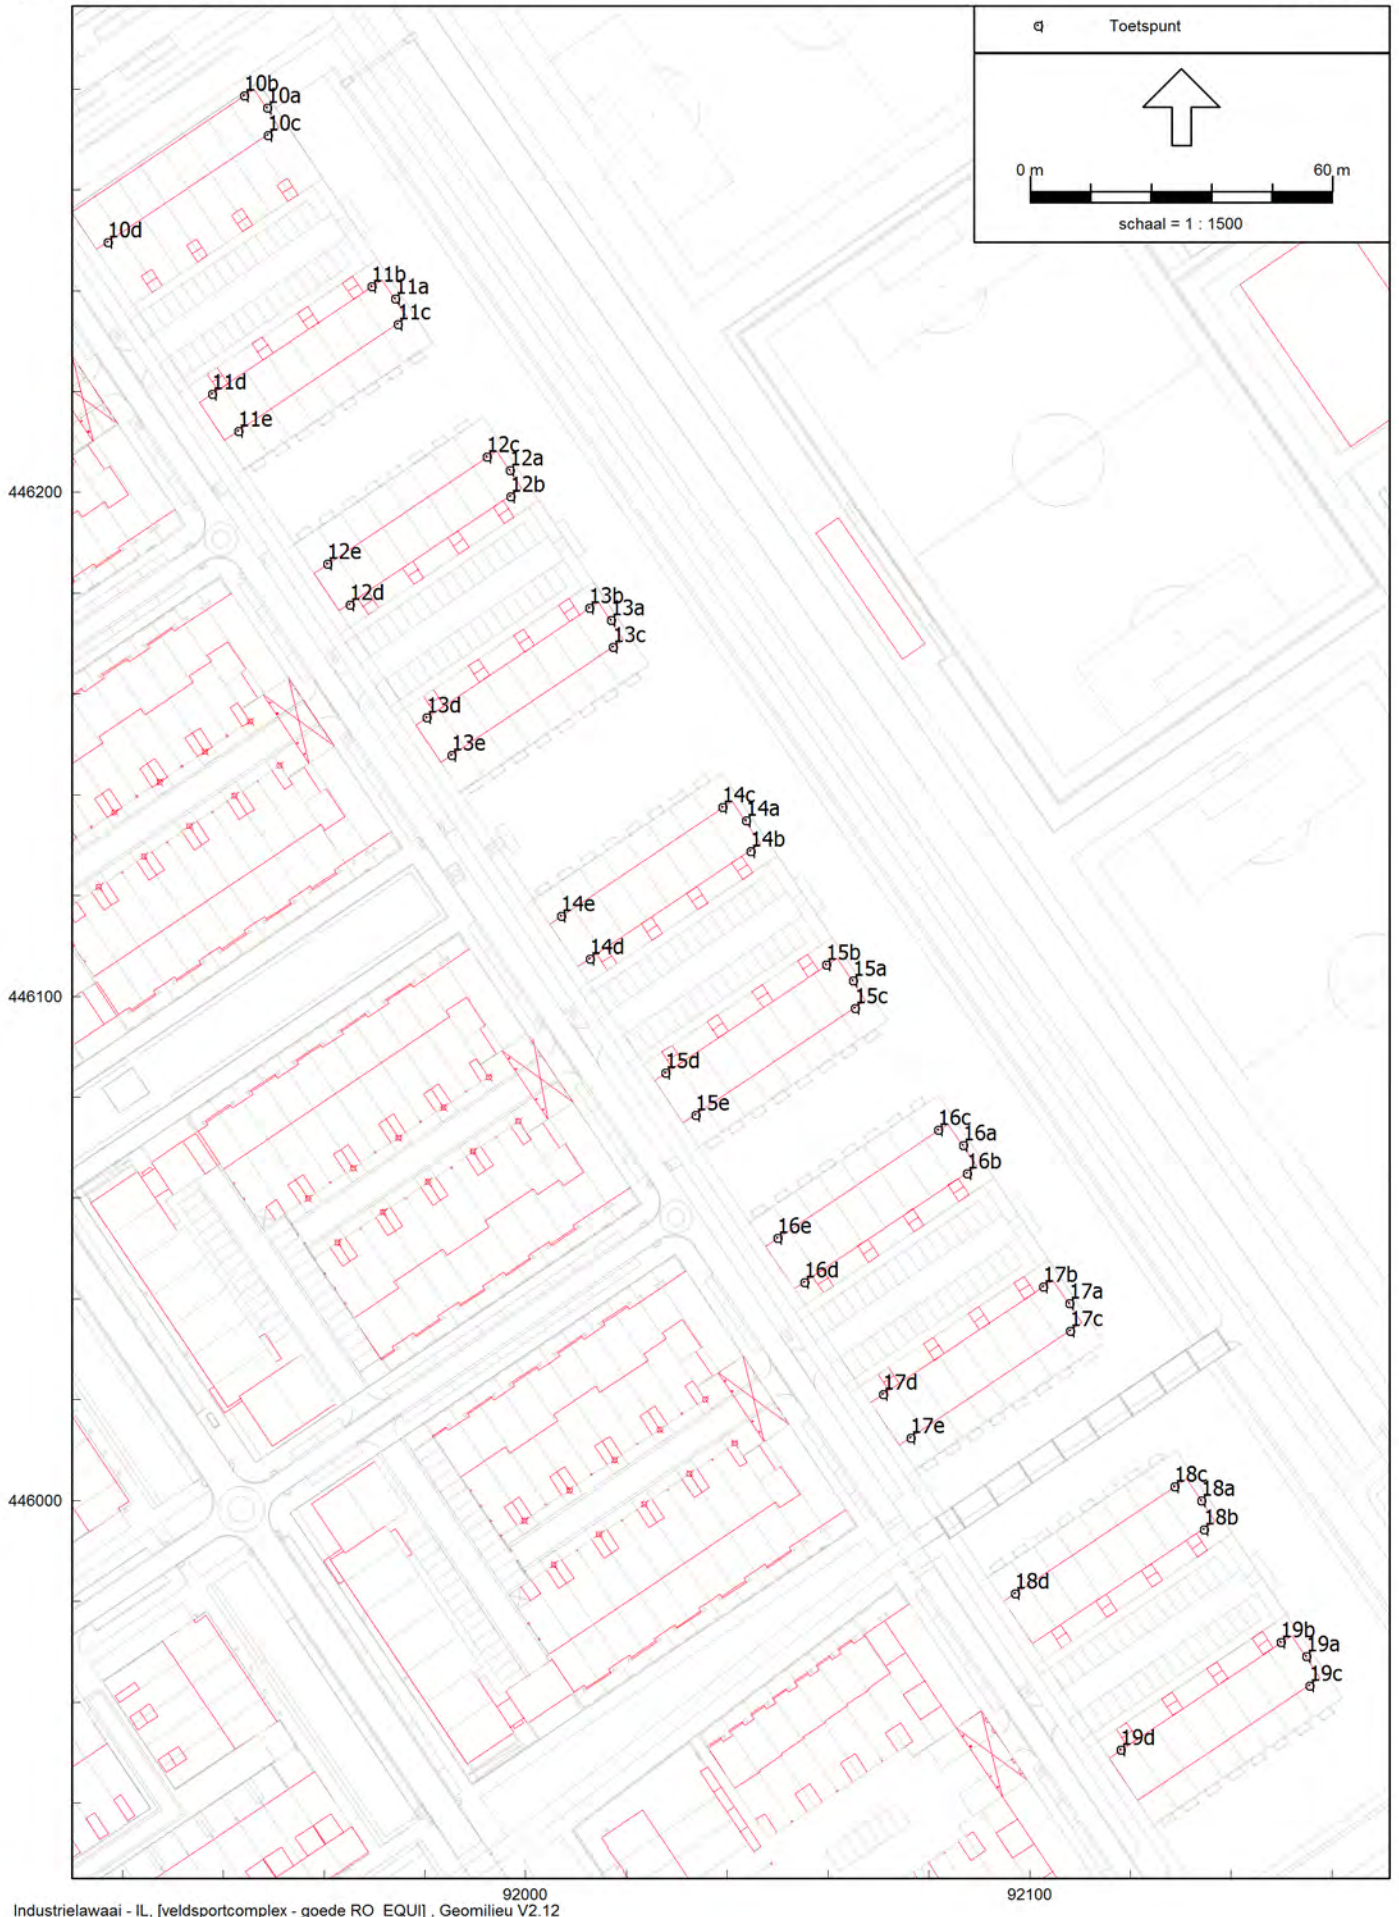 Toetspunt
0 m 60 m
schaal = 1 : 1500
10b
10a
10c
10d
11b
11a
11c
11d
11e
12c
12a
12b
12e
12d
13b
13a
13c
13d
13e
14c
14a
14b
14e
14d
15b
15a
15c
15d
15e
16c
16a
16b
16e
16d
17b
17a
17c
17d
17e
18c
18a
18b
18d
19b
19a
19c
19d
446200
446100
446000
92000 92100
Industrielawaai - IL, [veldsportcomplex - goede RO_EQUI] , Geomilieu V2.12